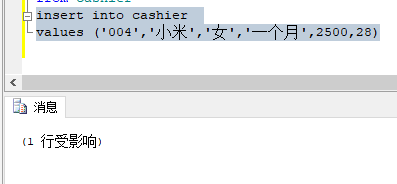 from cashier
insert into cashier
values ('004','小米','女','一个月',2500,28)
消息
(1 行受影响)